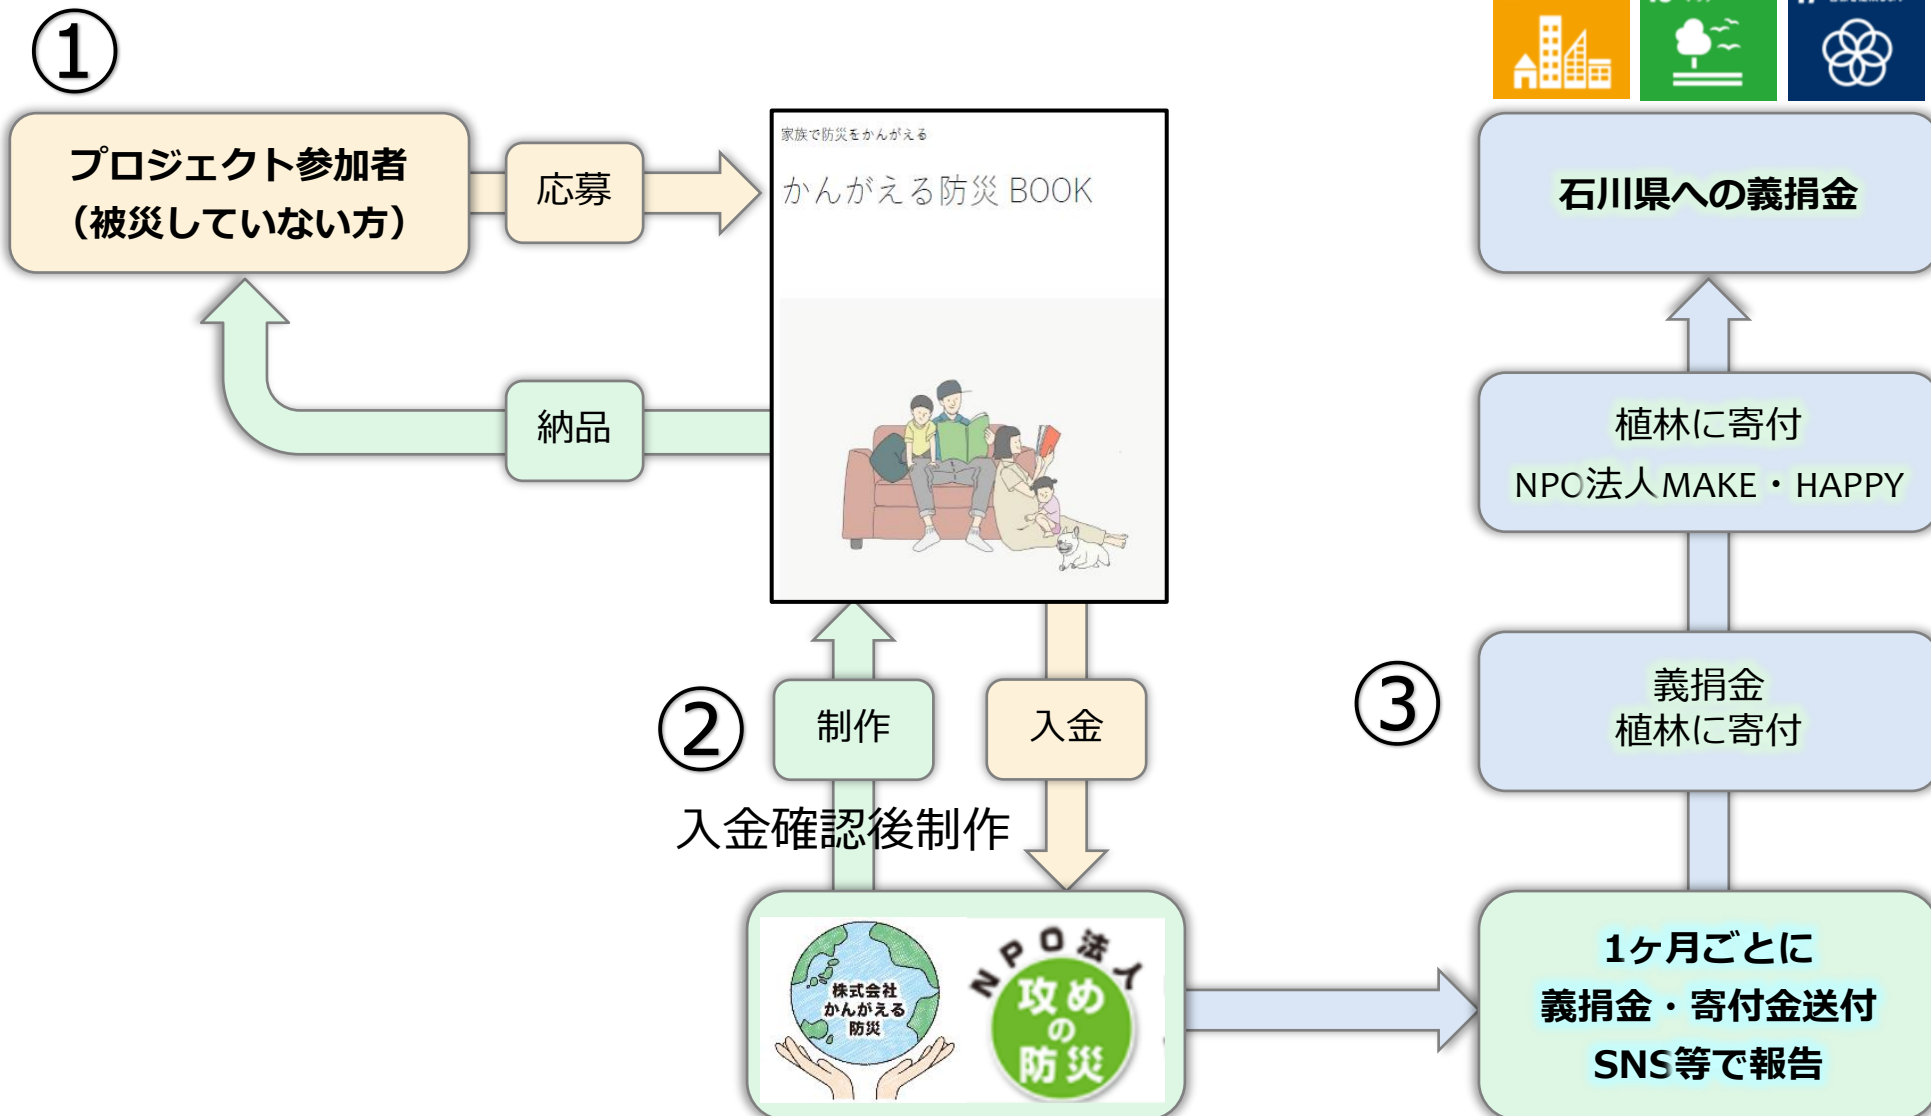 ①
プロジェクト参加者
（被災していない方）
応募
家族で防災をかんがえる
かんがえる防災 BOOK
納品
②
制作
入金
入金確認後制作
株式会社
かんがえる
防災
NPO法人
攻め
の
防災
石川県への義捐金
植林に寄付
NPO法人MAKE・HAPPY
③
義捐金
植林に寄付
1ヶ月ごとに
義捐金・寄付金送付
SNS等で報告